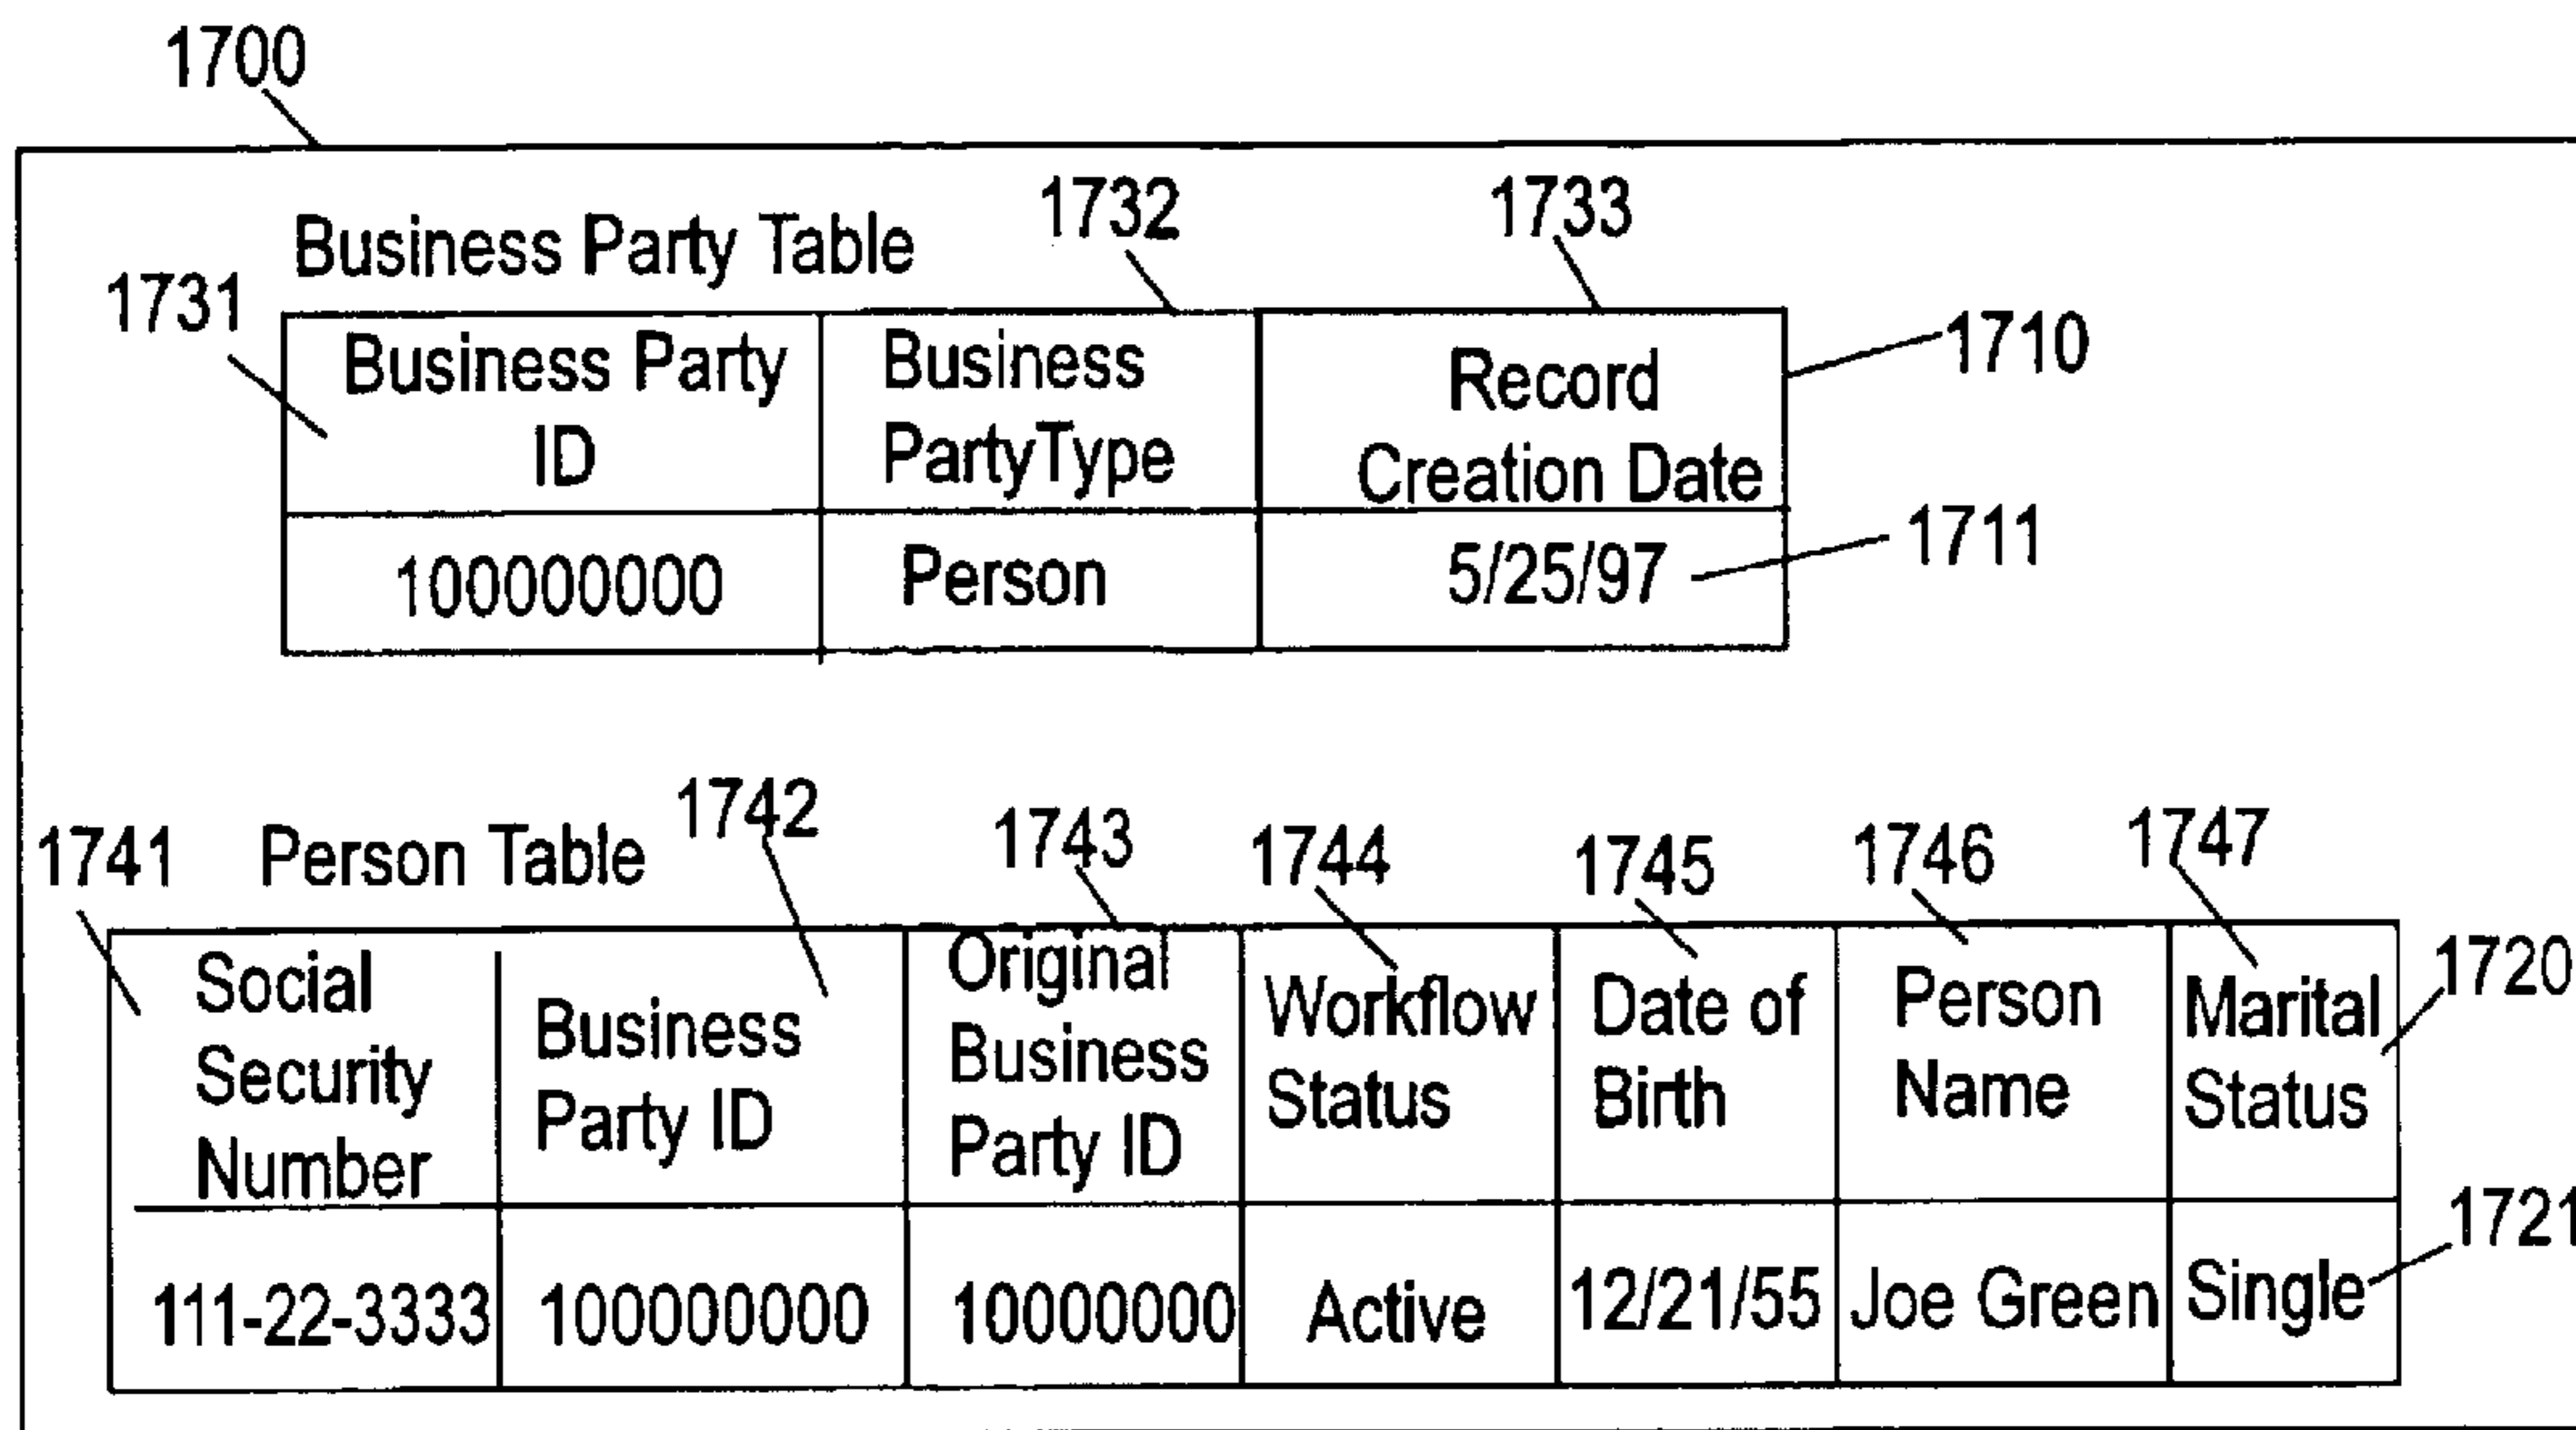 1700
Business Party Table
1732
1733
1731
Business Party
ID
Business
PartyType
Record
Creation Date
1710
100000000
Person
5/25/97
1711
1741
Person Table
1742
1743
1744
1745
1746
1747
Social
Security
Number
Business
Party ID
Original
Business
Party ID
Workflow
Status
Date of
Birth
Person
Name
Marital
Status
1720
111-22-3333
100000000
10000000
Active
12/21/55
Joe Green
Single
1721